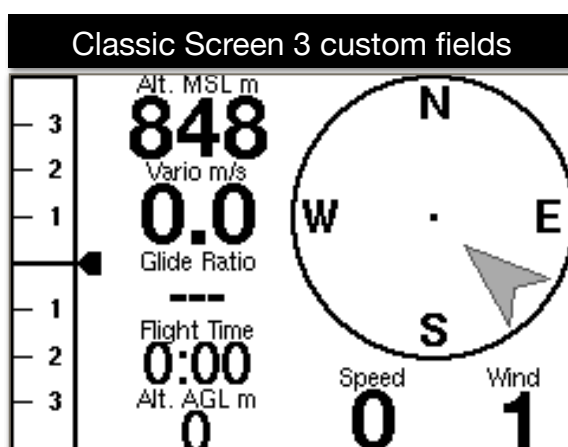 Classic Screen 3 custom fields
3
2
1
1
2
3
Alt. MSL m
848
Vario m/s
0.0
Glide Ratio
---
Flight Time
0:00
Alt. AGL m
0
N
W
E
S
Speed
0
Wind
1